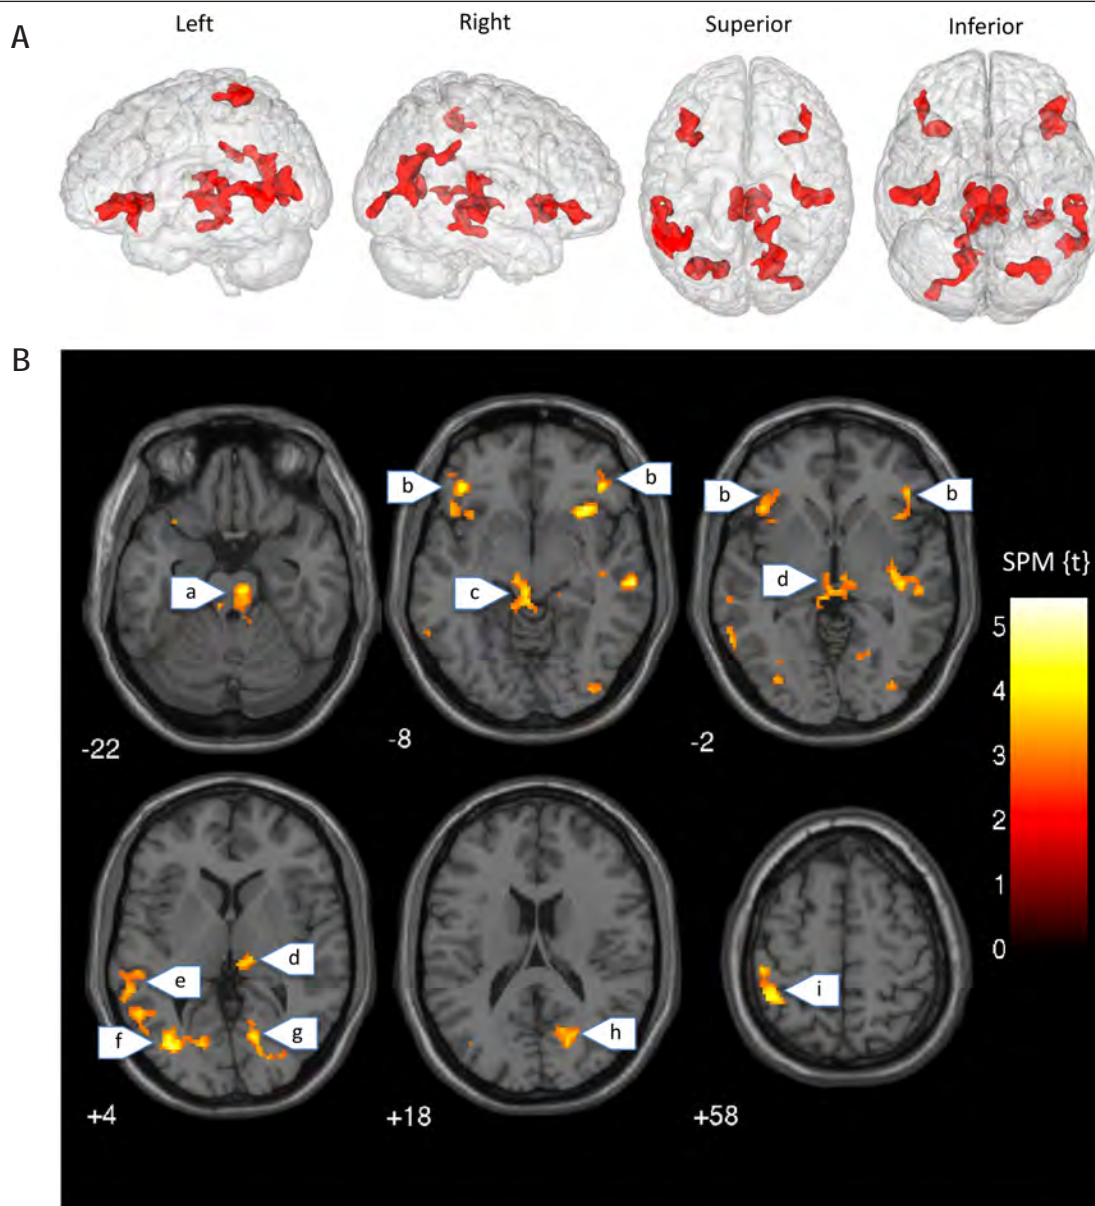 A
Left Right Superior Inferior
B
b b b b
a c d
SPM {t}
5
4
3
2
1
0
-22 -8 -2
e d f g h i
+4 +18 +58